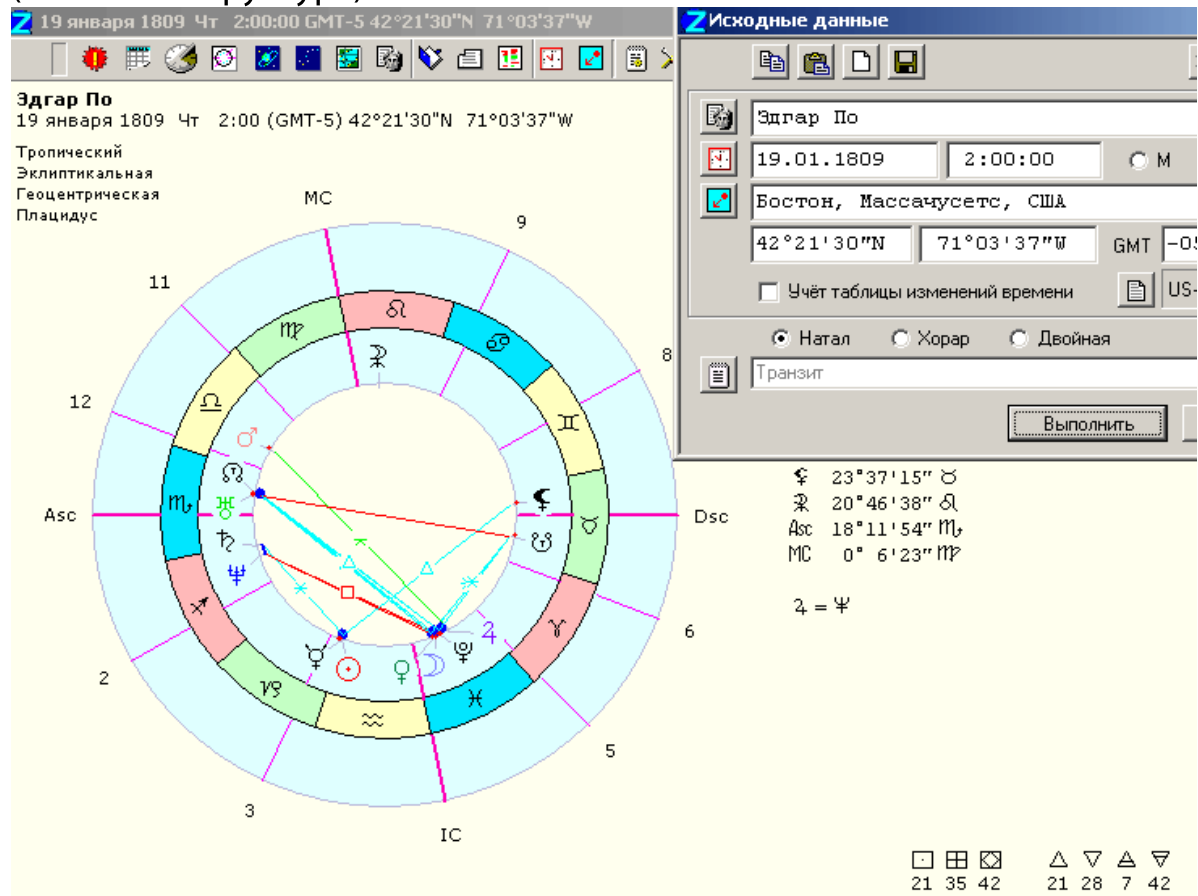 19 января 1809 Чт 2:00:00 GMT-5 42°21'30"N 71°03'37"W
Исходные данные
Эдгар По
19 января 1809 Чт 2:00 (GMT-5) 42°21'30"N 71°03'37"W
Тропический
Эклиптикальная
Геоцентрическая
Плацидус
Эдгар По
19.01.1809 2:00:00 М
Бостон, Массачусетс, США
42°21'30"N 71°03'37"W GMT -05
Учёт таблицы изменений времени US-
Натал Хорар Двойная
Транзит
Выполнить
MC
9
11
8
12
Asc
Dsc
6
2
5
3
IC
⚸ 23°37'15" ♉
20°46'38" ♌
Asc 18°11'54" ♏
MC 0° 6'23" ♍
♃ = ♆
21 35 42 21 28 7 42